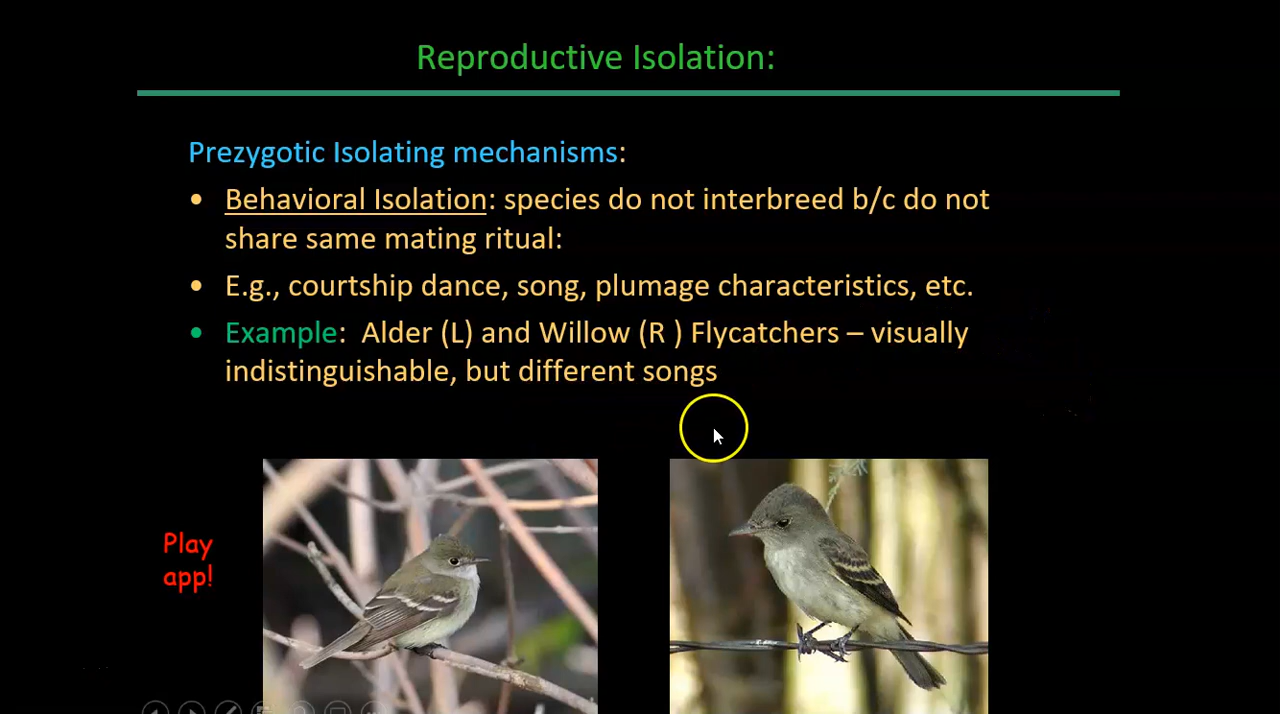 Reproductive Isolation:
Prezygotic Isolating mechanisms:
• Behavioral Isolation: species do not interbreed b/c do not
share same mating ritual:
• E.g., courtship dance, song, plumage characteristics, etc.
• Example:  Alder (L) and Willow (R ) Flycatchers – visually
indistinguishable, but different songs
Play
app!